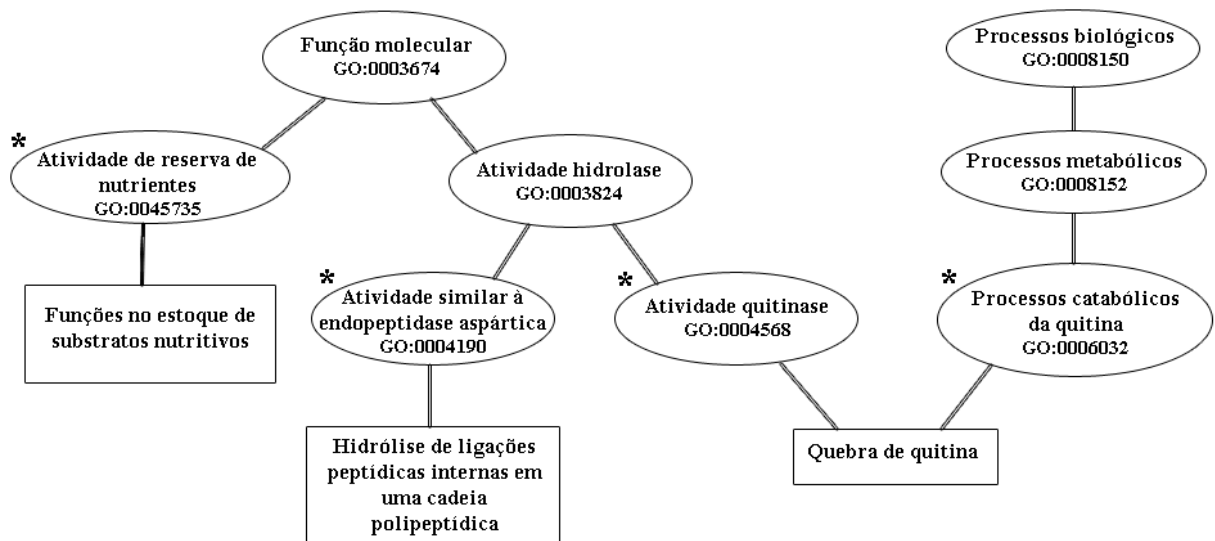 Função molecular
GO:0003674
Processos biológicos
GO:0008150
*
Atividade de reserva de
nutrientes
GO:0045735
Atividade hidrolase
GO:0003824
Processos metabólicos
GO:0008152
Funções no estoque de
substratos nutritivos
*
Atividade similar à
endopeptidase aspártica
GO:0004190
*
Atividade quitinase
GO:0004568
*
Processos catabólicos
da quitina
GO:0006032
Hidrólise de ligações
peptídicas internas em
uma cadeia
polipeptídica
Quebra de quitina